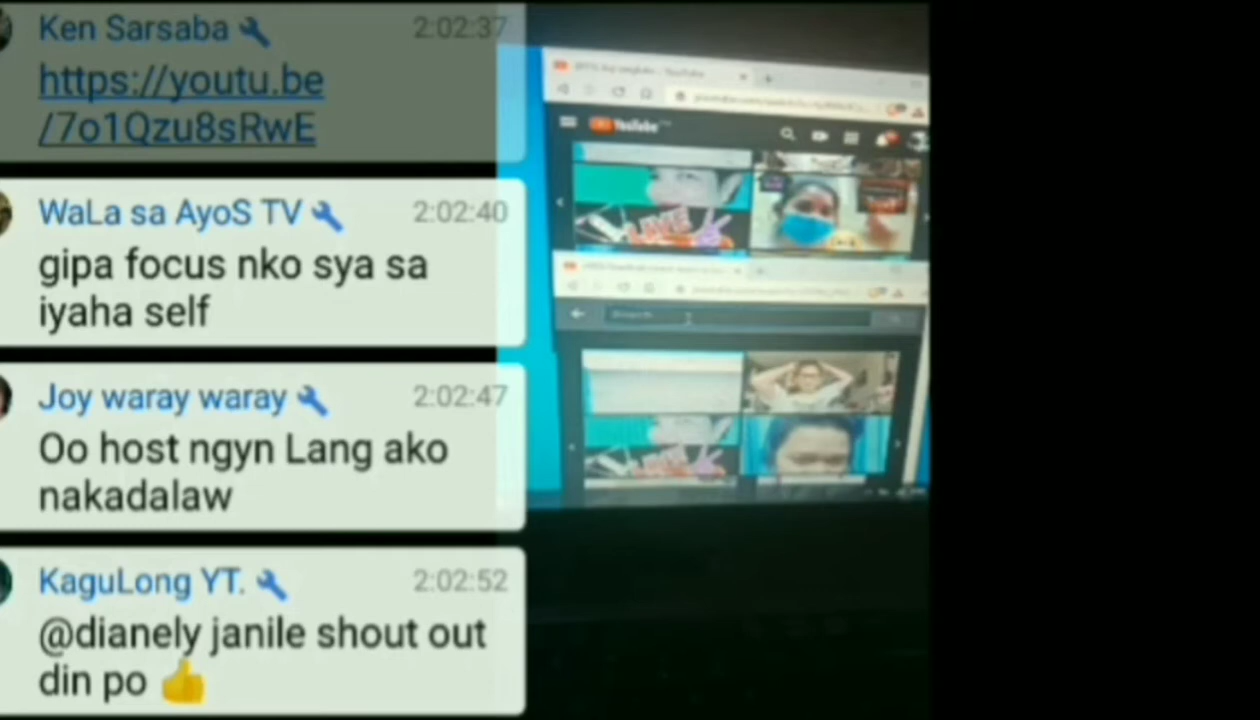 Ken Sarsaba
2:02:37
https://youtu.be
/7o1Qzu8sRwE
WaLa sa AyoS TV
2:02:40
gipa focus nko sya sa
iyaha self
Joy waray waray
2:02:47
Oo host ngyn Lang ako
nakadalaw
KaguLong YT.
2:02:52
@dianely janile shout out
din po 👍
YouTube
LIVE
LIVE